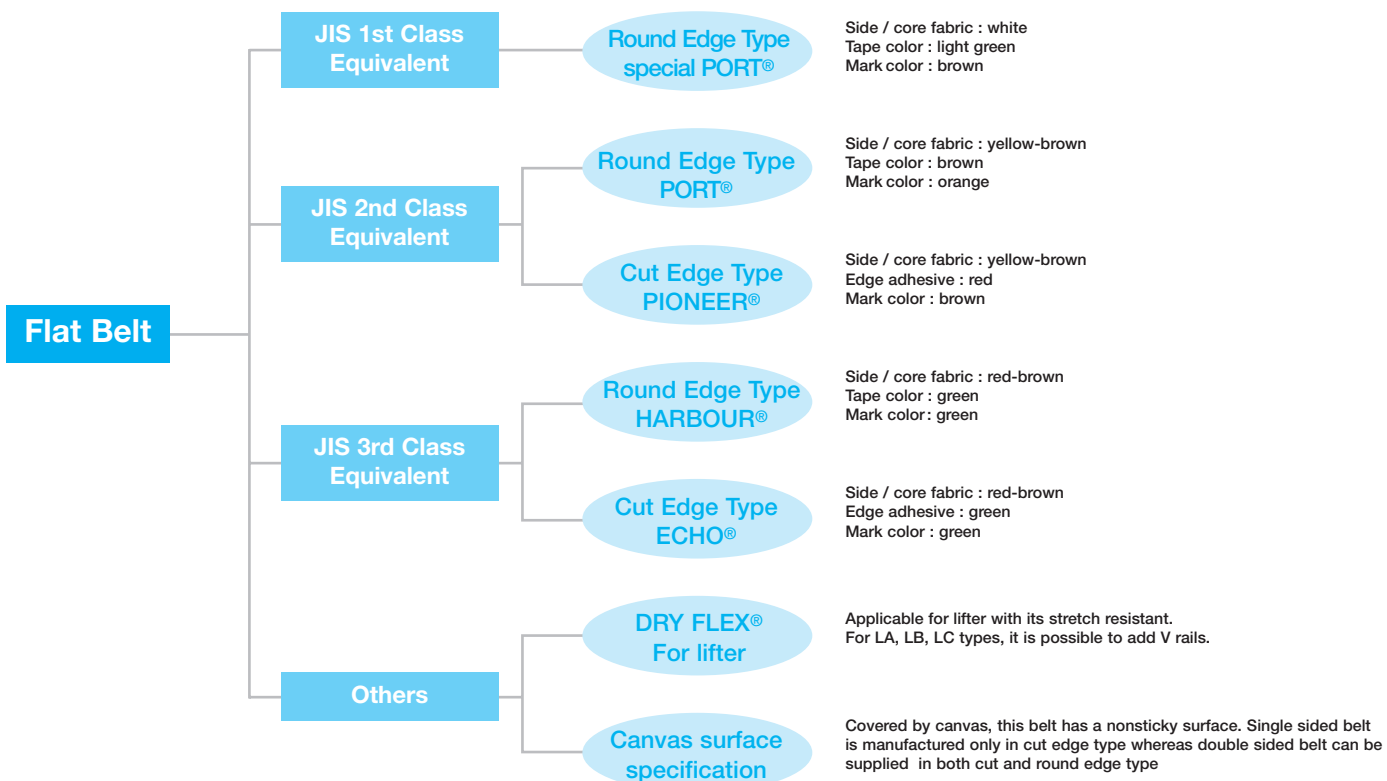 Flat Belt
JIS 1st Class
Equivalent
Round Edge Type
special PORT®
Side / core fabric : white
Tape color : light green
Mark color : brown
JIS 2nd Class
Equivalent
Round Edge Type
PORT®
Side / core fabric : yellow-brown
Tape color : brown
Mark color : orange
Cut Edge Type
PIONEER®
Side / core fabric : yellow-brown
Edge adhesive : red
Mark color : brown
JIS 3rd Class
Equivalent
Round Edge Type
HARBOUR®
Side / core fabric : red-brown
Tape color : green
Mark color : green
Cut Edge Type
ECHO®
Side / core fabric : red-brown
Edge adhesive : green
Mark color : green
Others
DRY FLEX®
For lifter
Applicable for lifter with its stretch resistant.
For LA, LB, LC types, it is possible to add V rails.
Canvas surface
specification
Covered by canvas, this belt has a nonsticky surface. Single sided belt
is manufactured only in cut edge type whereas double sided belt can be
supplied in both cut and round edge type